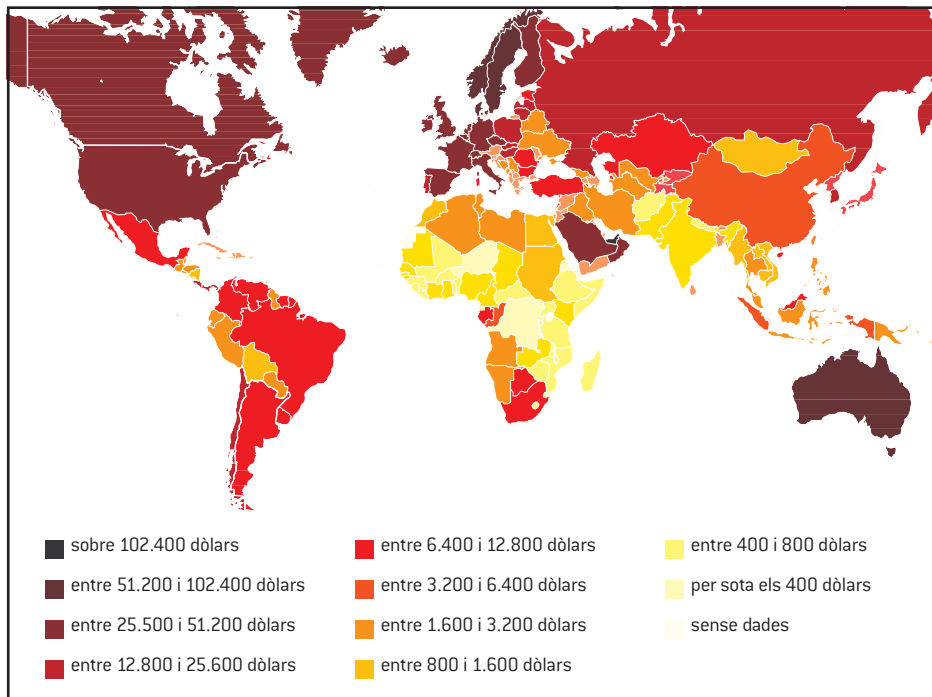 sobre 102.400 dòlars
entre 51.200 i 102.400 dòlars
entre 25.500 i 51.200 dòlars
entre 12.800 i 25.600 dòlars
entre 6.400 i 12.800 dòlars
entre 3.200 i 6.400 dòlars
entre 1.600 i 3.200 dòlars
entre 800 i 1.600 dòlars
entre 400 i 800 dòlars
per sota els 400 dòlars
sense dades